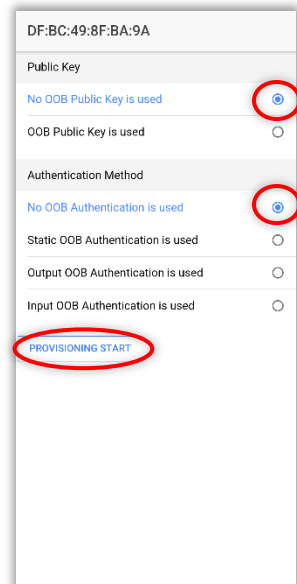 DF:BC:49:8F:BA:9A
Public Key
No OOB Public Key is used
OOB Public Key is used
Authentication Method
No OOB Authentication is used
Static OOB Authentication is used
Output OOB Authentication is used
Input OOB Authentication is used
PROVISIONING START